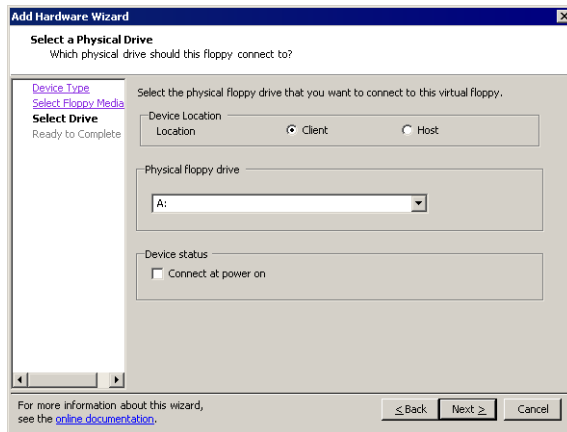 Add Hardware Wizard
Select a Physical Drive
Which physical drive should this floppy connect to?
Device Type
Select Floppy Media
Select Drive
Ready to Complete
Select the physical floppy drive that you want to connect to this virtual floppy.
Device Location
Location
Client
Host
Physical floppy drive
A:
Device status
Connect at power on
For more information about this wizard,
see the online documentation.
< Back
Next >
Cancel